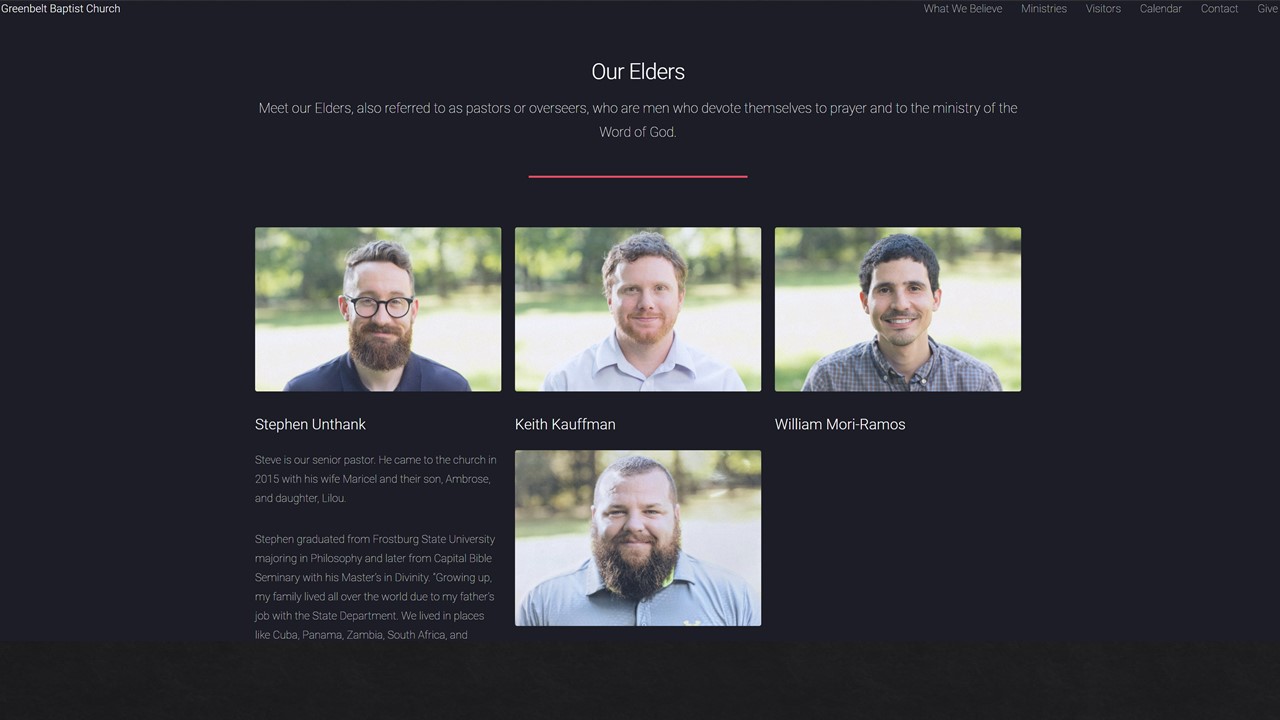 Greenbelt Baptist Church
What We Believe Ministries Visitors Calendar Contact Give
Our Elders
Meet our Elders, also referred to as pastors or overseers, who are men who devote themselves to prayer and to the ministry of the
Word of God.
Stephen Unthank
Steve is our senior pastor. He came to the church in
2015 with his wife Maricel and their son, Ambrose,
and daughter, Lilou.
Stephen graduated from Frostburg State University
majoring in Philosophy and later from Capital Bible
Seminary with his Master's in Divinity. "Growing up,
my family lived all over the world due to my father's
job with the State Department. We lived in places
like Cuba, Panama, Zambia, South Africa, and
Keith Kauffman
William Mori-Ramos